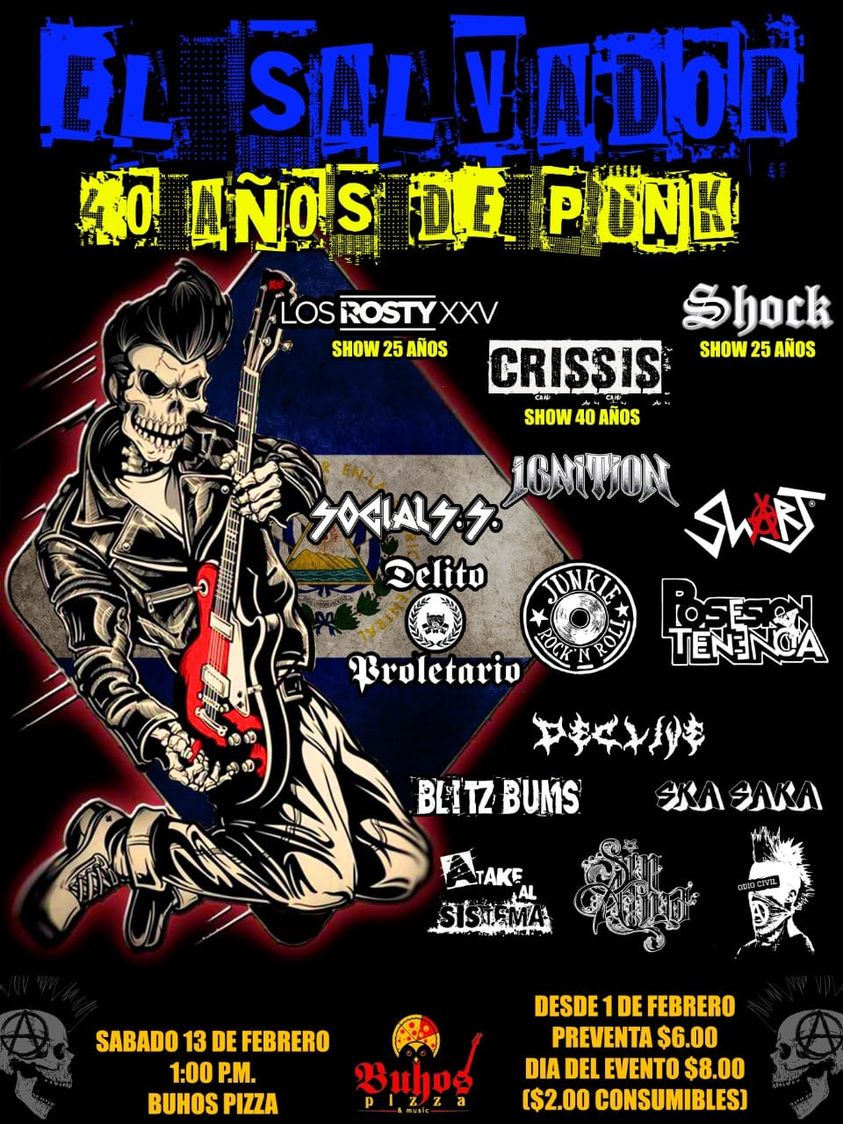 EL SALVADOR
40 AÑOS DE PUNK
LOS ROSTY XXV
SHOW 25 AÑOS
Shock
SHOW 25 AÑOS
CRISSIS
SHOW 40 AÑOS
IGNITION
SOCIAL S.S.
SWART
Delito
Proletario
JUNKIE
ROCK'N ROLL
POSESION
TENENCIA
DECLIVE
BLITZ BUMS
SKA SAKA
ATAKE
AL
SISTEMA
Sin
ODIO CIVIL
SABADO 13 DE FEBRERO
1:00 P.M.
BUHOS PIZZA
Buhos
pizza
& music
DESDE 1 DE FEBRERO
PREVENTA $6.00
DIA DEL EVENTO $8.00
($2.00 CONSUMIBLES)